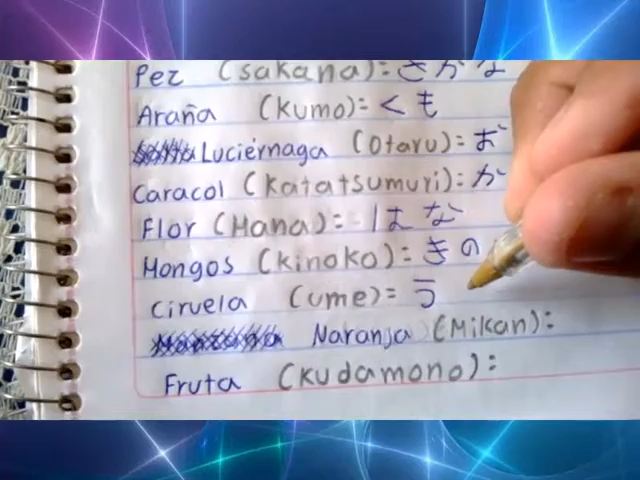 Pez (sakana): さかな
Araña (Kumo)= くも
Luciérnaga (Otaru)= お
Caracol (Katatsumuri): か
Flor (Hana)= はな
Hongos (kinoko)= きの
Ciruela (ume)= う
Naranja (Mikan):
Fruta (Kudamono):